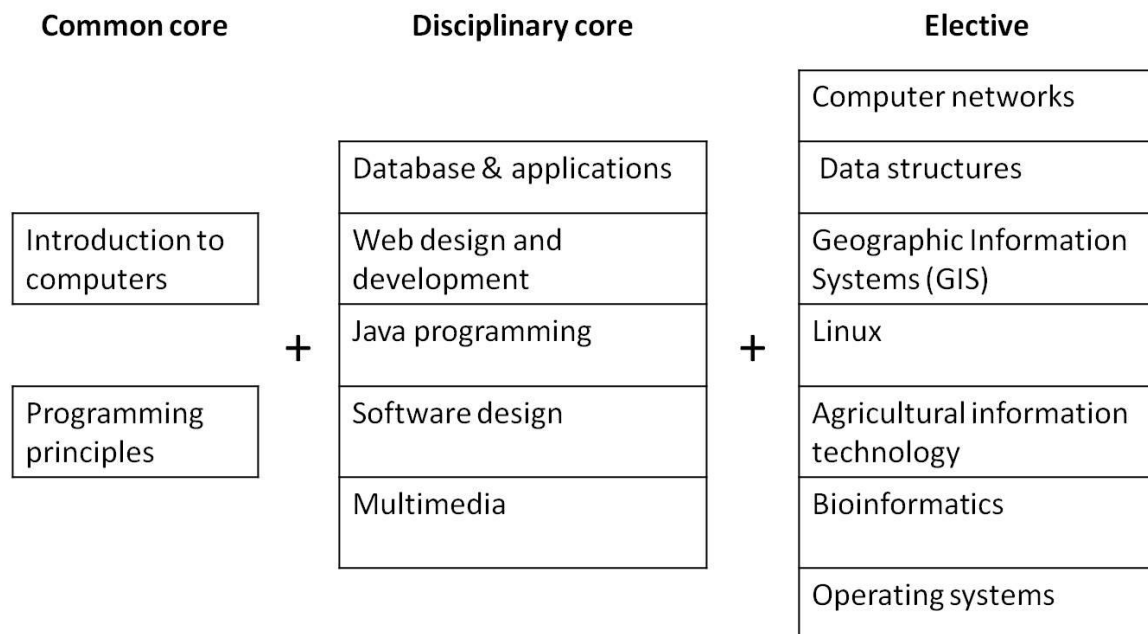 Common core
Disciplinary core
Elective
Introduction to
computers
Programming
principles
+
Database & applications
Web design and
development
Java programming
Software design
Multimedia
+
Computer networks
Data structures
Geographic Information
Systems (GIS)
Linux
Agricultural information
technology
Bioinformatics
Operating systems